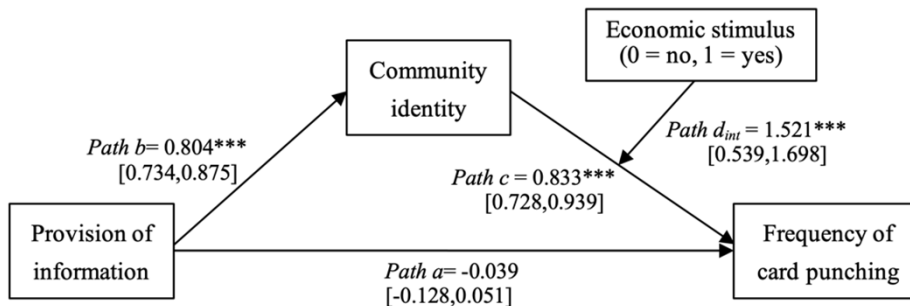 Economic stimulus
(0 = no, 1 = yes)
Community
identity
Path b= 0.804***
[0.734,0.875]
Path d_int = 1.521***
[0.539,1.698]
Path c = 0.833***
[0.728,0.939]
Provision of
information
Path a= -0.039
[-0.128,0.051]
Frequency of
card punching